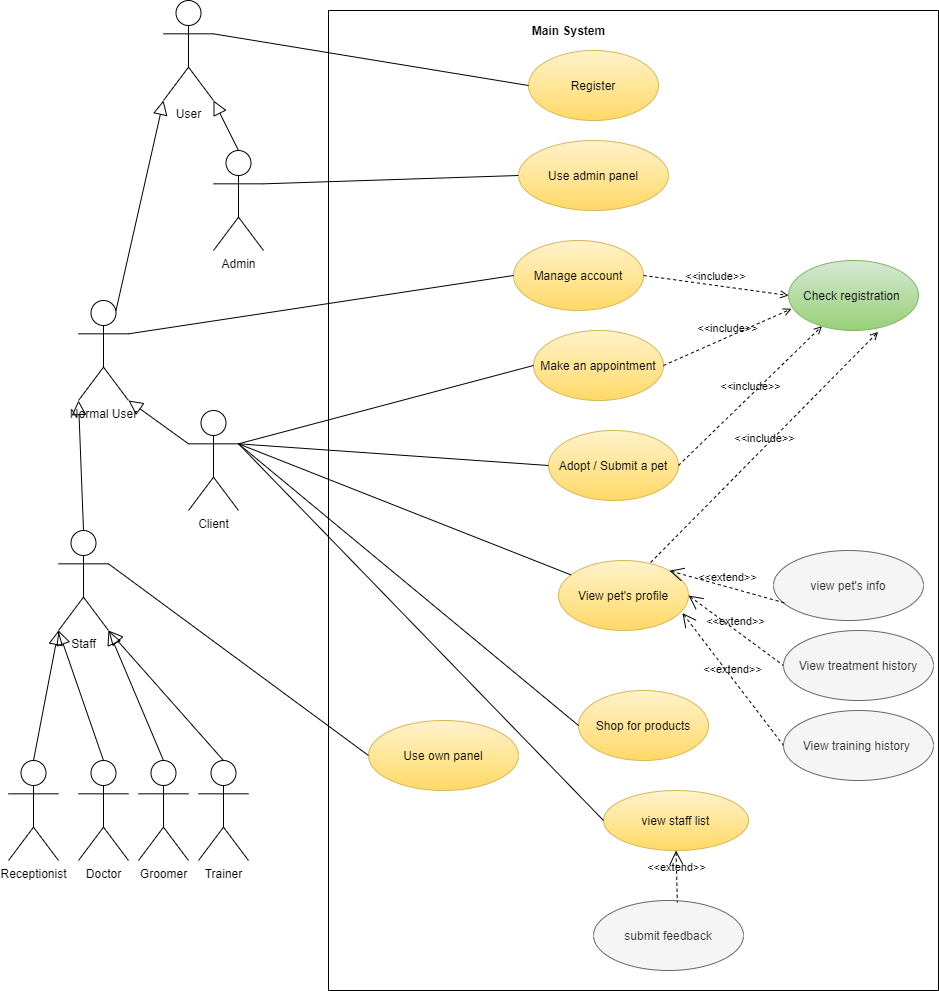 Main System
Register
User
Use admin panel
Admin
Manage account
<<include>>
Check registration
<<include>>
Make an appointment
<<include>>
Normal User
<<include>>
Adopt / Submit a pet
Client
<<extend>>
view pet's info
View pet's profile
<<extend>>
Staff
View treatment history
<<extend>>
Shop for products
View training history
Use own panel
view staff list
<<extend>>
Receptionist
Doctor
Groomer
Trainer
submit feedback